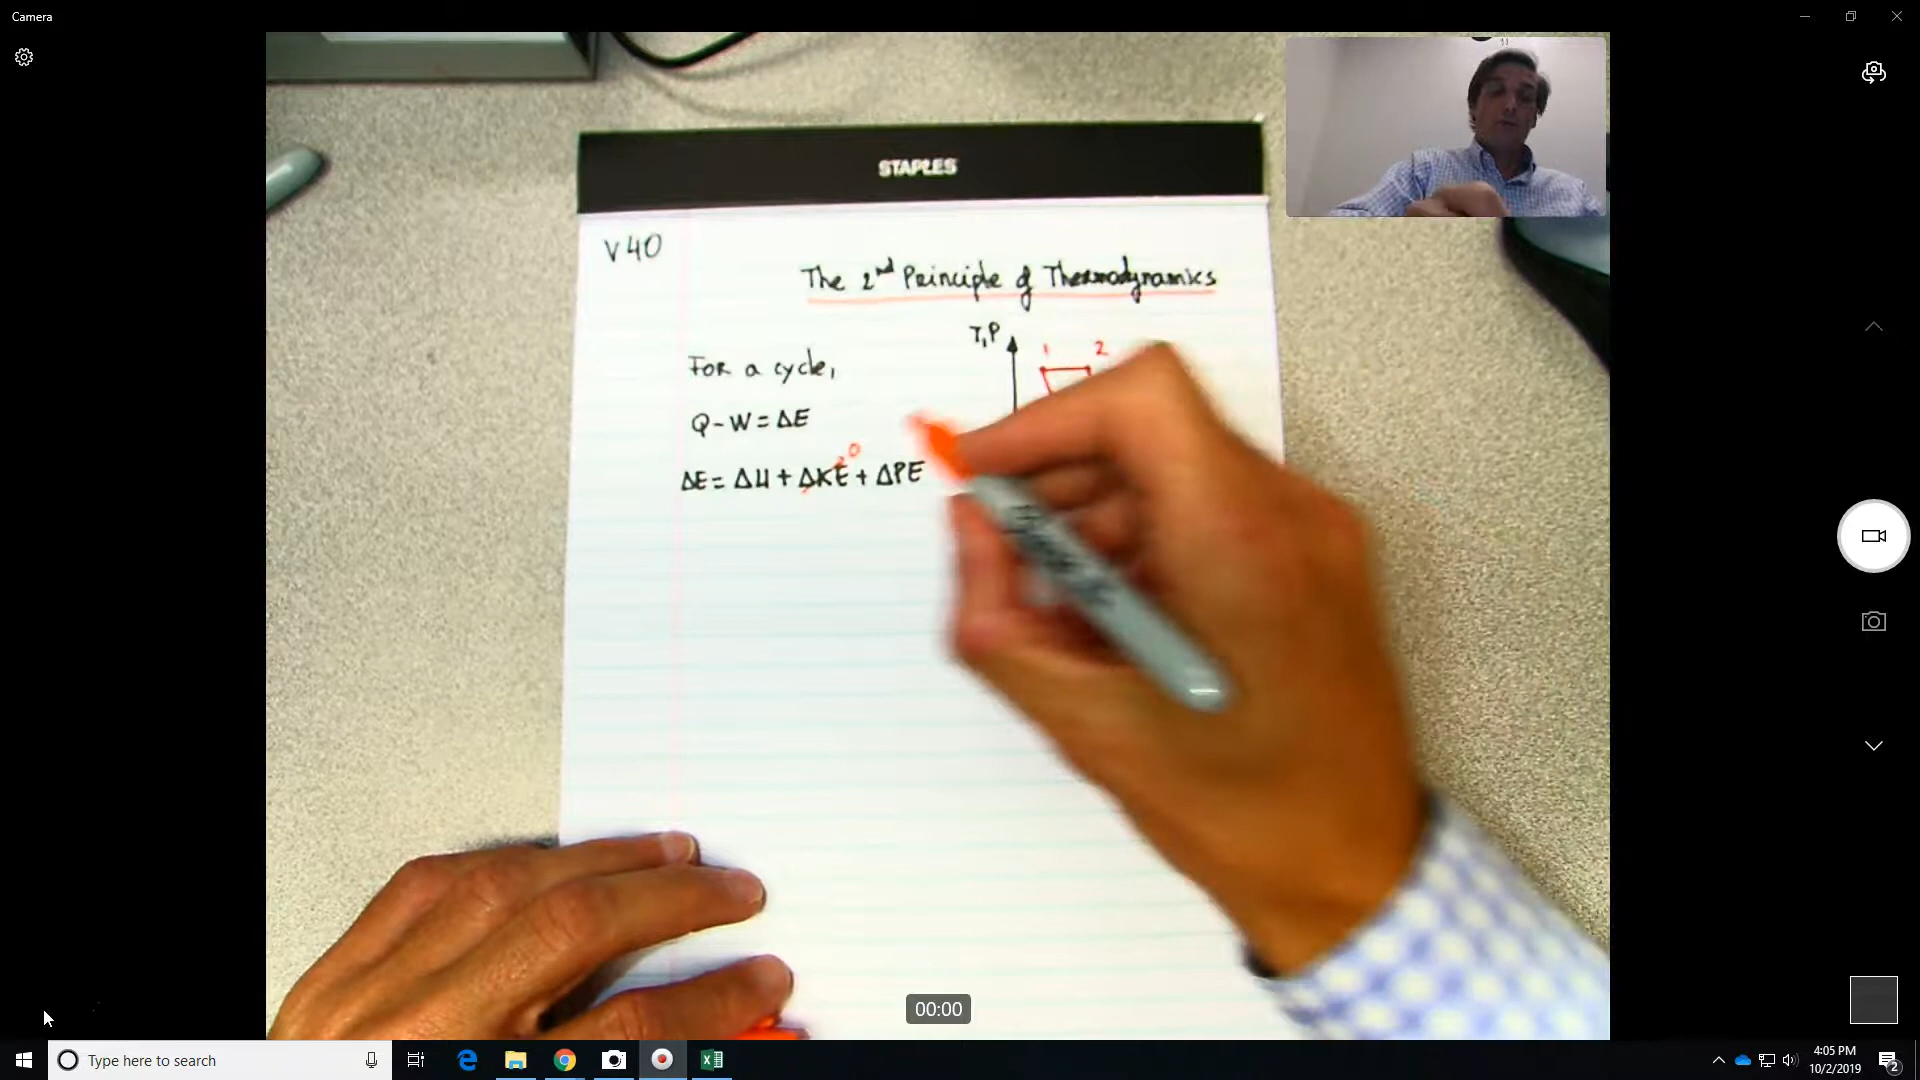 Camera
STAPLES
V40
The 2nd Principle of Thermodynamics
T,P
1 2
For a cycle,
Q-W=ΔE
0
ΔE = ΔU + ΔKE + ΔPE
00:00
Type here to search
4:05 PM
10/2/2019
2